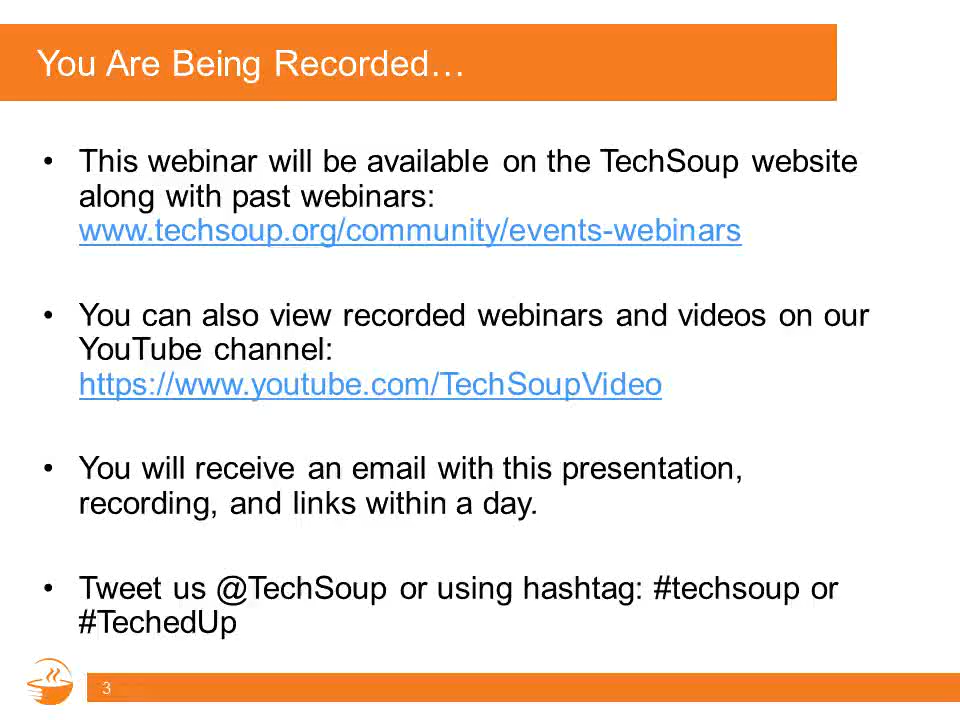 You Are Being Recorded…
• This webinar will be available on the TechSoup website
along with past webinars:
www.techsoup.org/community/events-webinars
• You can also view recorded webinars and videos on our
YouTube channel:
https://www.youtube.com/TechSoupVideo
• You will receive an email with this presentation,
recording, and links within a day.
• Tweet us @TechSoup or using hashtag: #techsoup or
#TechedUp
3